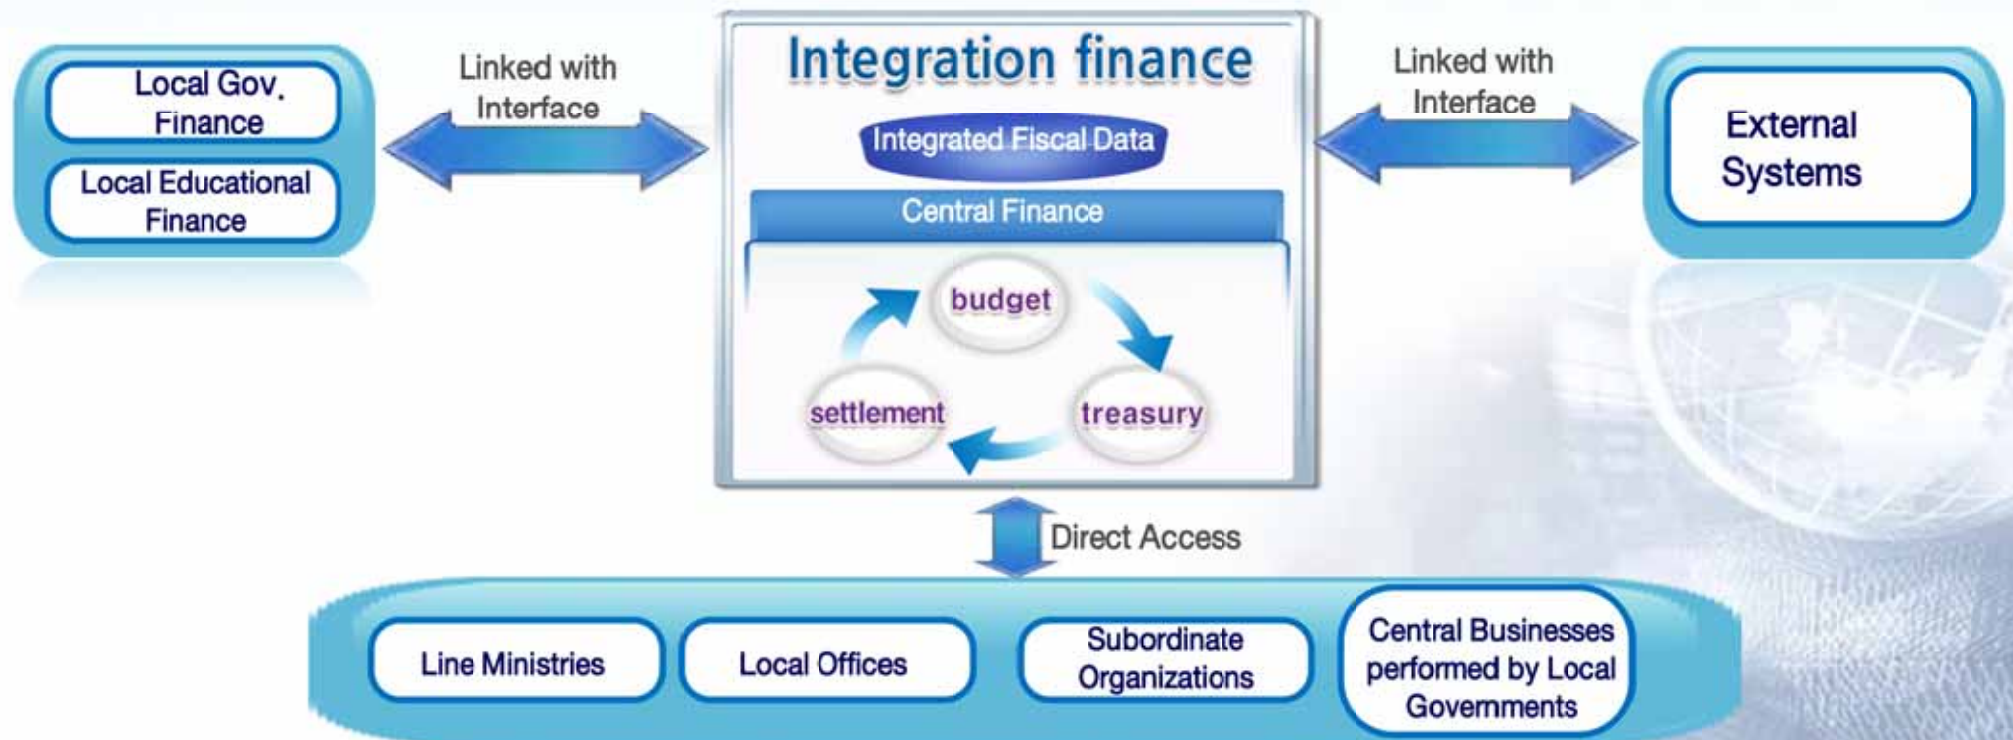 Local Gov.
Finance
Local Educational
Finance
Linked with
Interface
Integration finance
Integrated Fiscal Data
Central Finance
budget
settlement
treasury
Linked with
Interface
External
Systems
Direct Access
Line Ministries
Local Offices
Subordinate
Organizations
Central Businesses
performed by Local
Governments